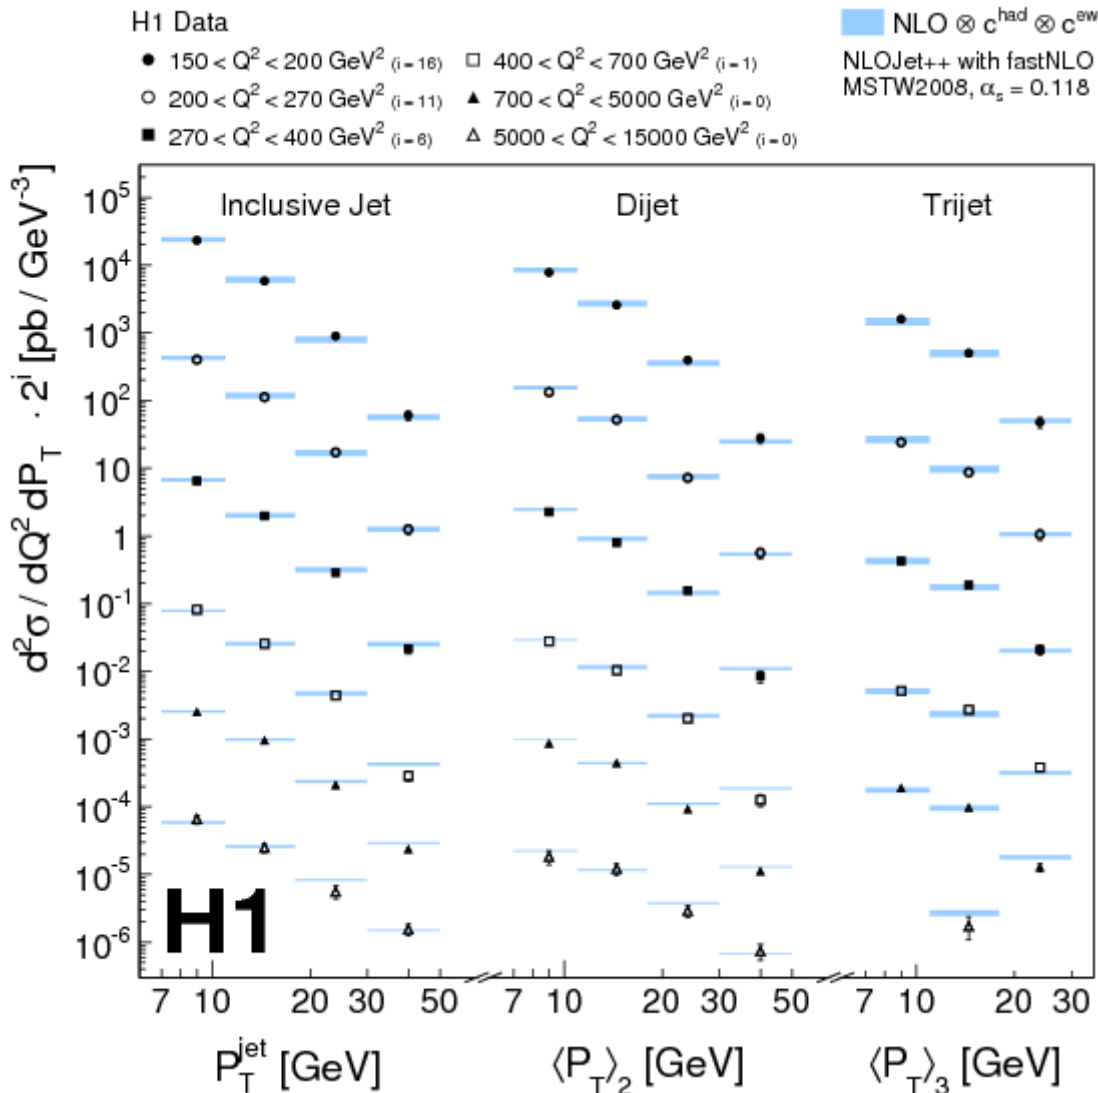 H1 Data
● 150 < Q² < 200 GeV² (i=16)
○ 200 < Q² < 270 GeV² (i=11)
■ 270 < Q² < 400 GeV² (i=6)
□ 400 < Q² < 700 GeV² (i=1)
▲ 700 < Q² < 5000 GeV² (i=0)
△ 5000 < Q² < 15000 GeV² (i=0)
NLO ⊗ c^had ⊗ c^ew
NLOJet++ with fastNLO
MSTW2008, α_s = 0.118
d²σ / dQ² dP_T · 2^i [pb / GeV⁻³]
10⁵
10⁴
10³
10²
10
1
10⁻¹
10⁻²
10⁻³
10⁻⁴
10⁻⁵
10⁻⁶
Inclusive Jet
Dijet
Trijet
H1
7 10 20 30 50
7 10 20 30 50
7 10 20 30
P_T^jet [GeV]
⟨P_T⟩₂ [GeV]
⟨P_T⟩₃ [GeV]